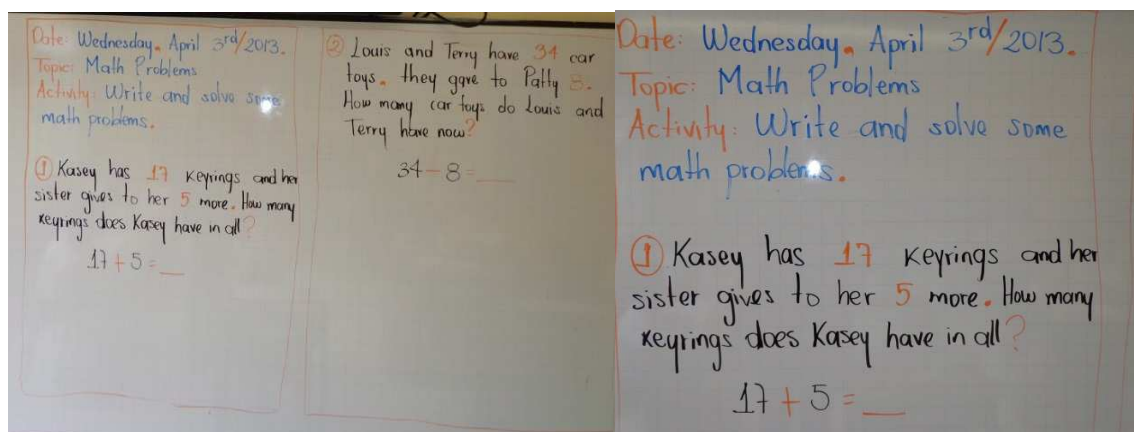 Date: Wednesday. April 3rd/2013.
Topic: Math Problems
Activity: Write and solve some
math problems.
① Kasey has 17 keyrings and her
sister gives to her 5 more. How many
keyrings does Kasey have in all?
17 + 5 = __
② Louis and Terry have 34 car
toys. they gave to Patty 8.
How many car toys do Louis and
Terry have now?
34 - 8 = __
Date: Wednesday. April 3rd/2013.
Topic: Math Problems
Activity: Write and solve some
math problems.
① Kasey has 17 keyrings and her
sister gives to her 5 more. How many
keyrings does Kasey have in all?
17 + 5 = __